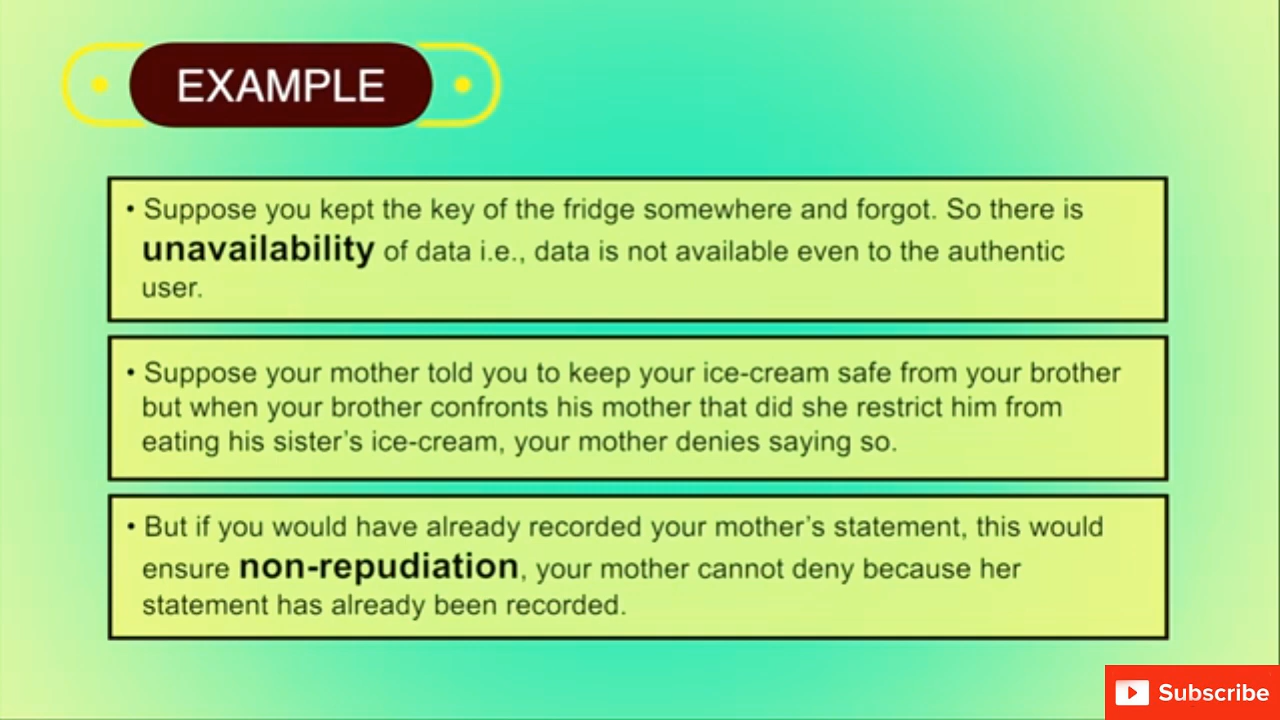 EXAMPLE
• Suppose you kept the key of the fridge somewhere and forgot. So there is
unavailability of data i.e., data is not available even to the authentic
user.
• Suppose your mother told you to keep your ice-cream safe from your brother
but when your brother confronts his mother that did she restrict him from
eating his sister's ice-cream, your mother denies saying so.
• But if you would have already recorded your mother's statement, this would
ensure non-repudiation, your mother cannot deny because her
statement has already been recorded.
Subscribe